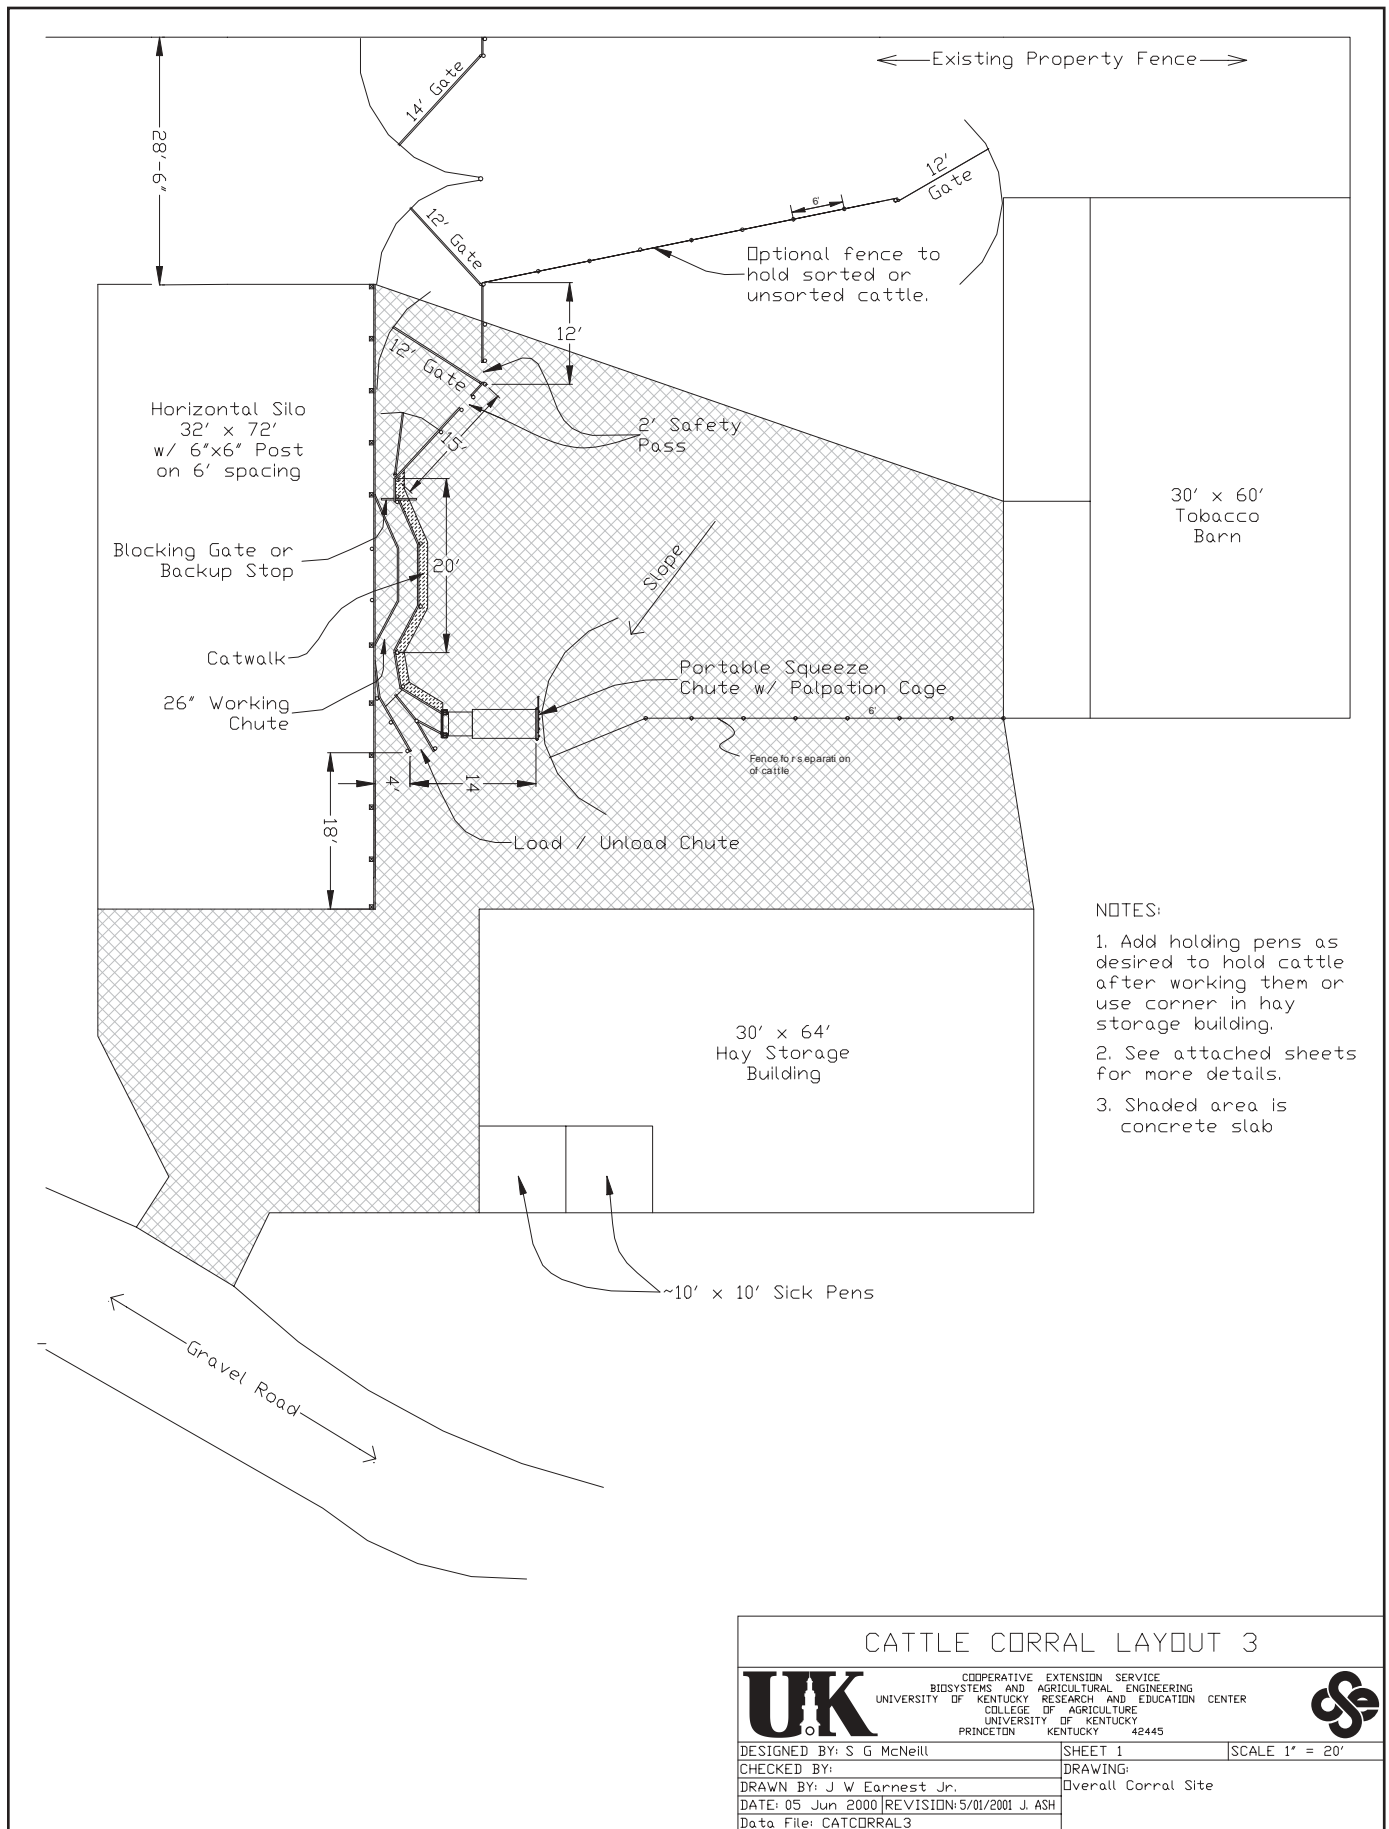 Existing Property Fence
14' Gate
28'-6"
12'
Gate
6'
12' Gate
Optional fence to
hold sorted or
unsorted cattle.
12'
12' Gate
Horizontal Silo
32' x 72'
w/ 6"x6" Post
on 6' spacing
2' Safety
Pass
15'
30' x 60'
Tobacco
Barn
Blocking Gate or
Backup Stop
20'
Slope
Catwalk
Portable Squeeze
Chute w/ Palpation Cage
26" Working
Chute
6'
Fence for separation
of cattle
4'
14
18'
Load / Unload Chute
NOTES:
1. Add holding pens as
desired to hold cattle
after working them or
use corner in hay
storage building.
2. See attached sheets
for more details.
3. Shaded area is
concrete slab
30' x 64'
Hay Storage
Building
~10' x 10' Sick Pens
Gravel Road
CATTLE CORRAL LAYOUT 3
UK
COOPERATIVE EXTENSION SERVICE
BIOSYSTEMS AND AGRICULTURAL ENGINEERING
UNIVERSITY OF KENTUCKY RESEARCH AND EDUCATION CENTER
COLLEGE OF AGRICULTURE
UNIVERSITY OF KENTUCKY
PRINCETON KENTUCKY 42445
cse
DESIGNED BY: S G McNeill
SHEET 1
SCALE 1" = 20'
CHECKED BY:
DRAWING:
DRAWN BY: J W Earnest Jr.
Overall Corral Site
DATE: 05 Jun 2000
REVISION: 5/01/2001 J. ASH
Data File: CATCORRAL3